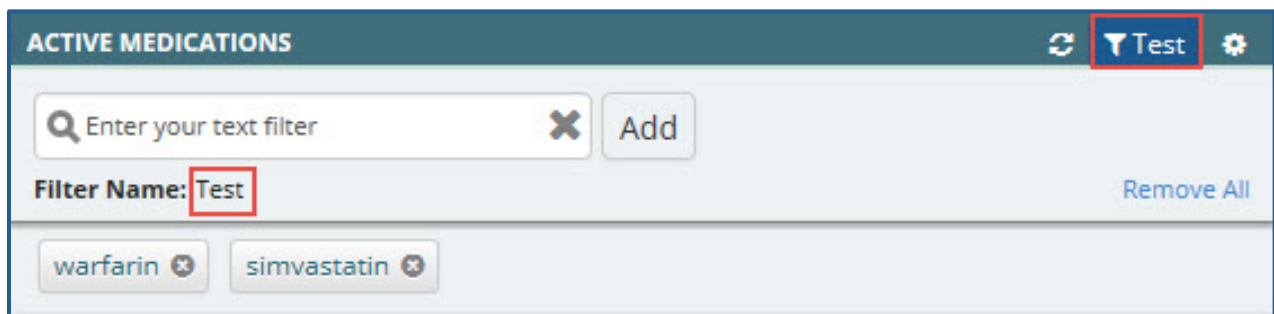 ACTIVE MEDICATIONS Test
Enter your text filter Add
Filter Name: Test Remove All
warfarin simvastatin